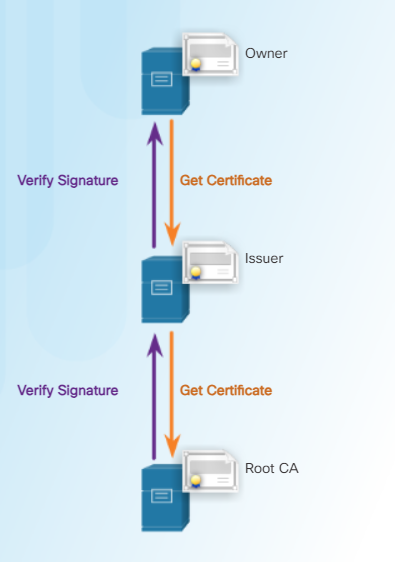 Owner
Verify Signature
Get Certificate
Issuer
Verify Signature
Get Certificate
Root CA